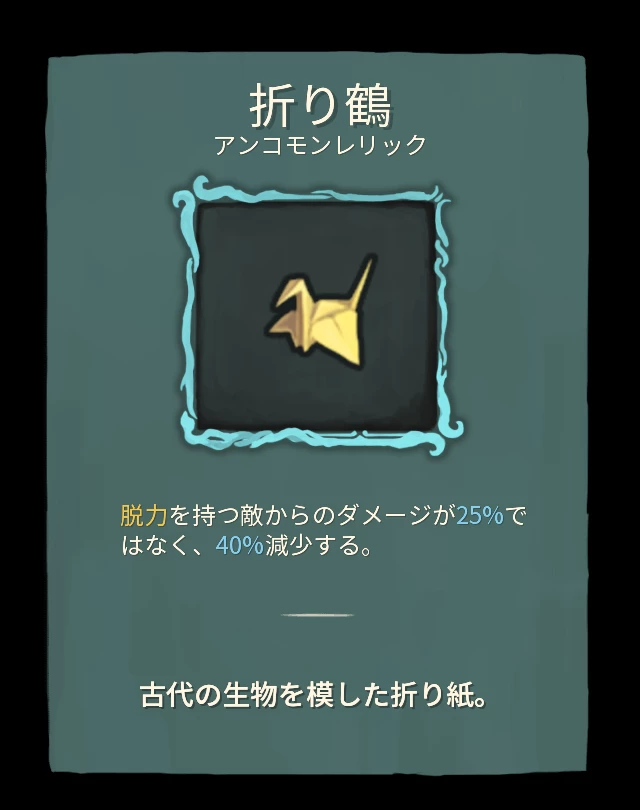 折り鶴
アンコモンレリック
脱力を持つ敵からのダメージが25%で
はなく、40%減少する。
古代の生物を模した折り紙。